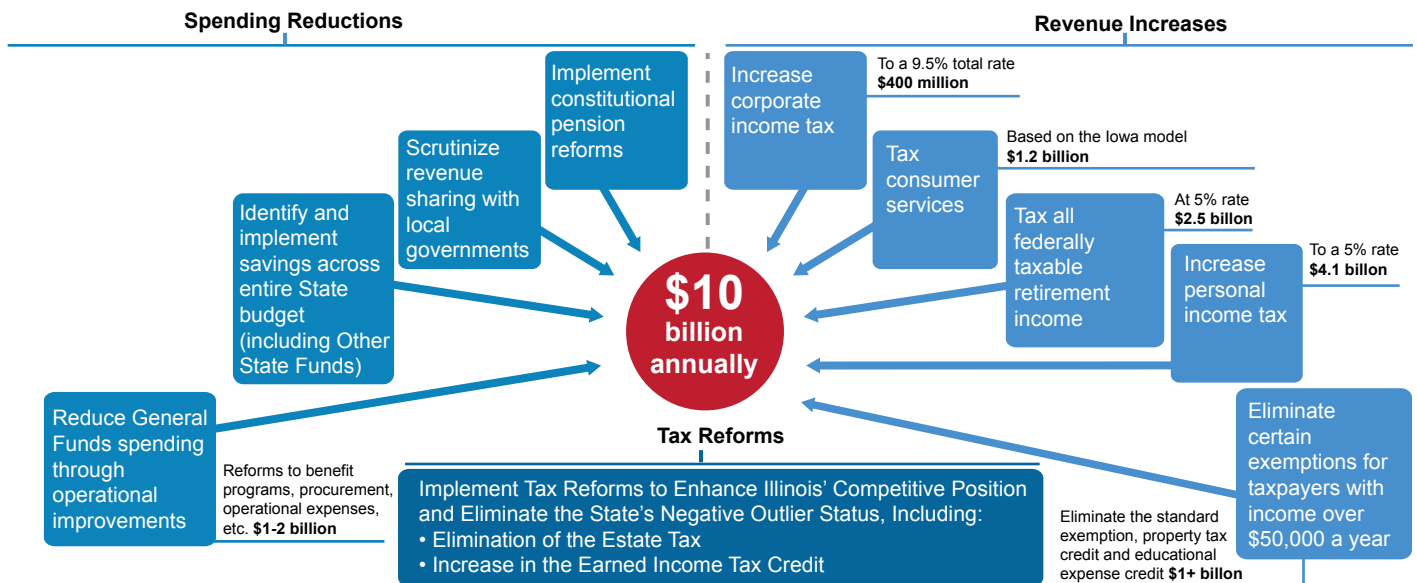 Spending Reductions
Revenue Increases
Implement
constitutional
pension
reforms
Scrutinize
revenue
sharing with
local
governments
Identify and
implement
savings across
entire State
budget
(including Other
State Funds)
Reduce General
Funds spending
through
operational
improvements
Reforms to benefit
programs, procurement,
operational expenses,
etc. $1-2 billion
$10
billion
annually
Increase
corporate
income tax
To a 9.5% total rate
$400 million
Tax
consumer
services
Based on the Iowa model
$1.2 billion
Tax all
federally
taxable
retirement
income
At 5% rate
$2.5 billon
Increase
personal
income tax
To a 5% rate
$4.1 billon
Eliminate
certain
exemptions for
taxpayers with
income over
$50,000 a year
Eliminate the standard
exemption, property tax
credit and educational
expense credit $1+ billon
Tax Reforms
Implement Tax Reforms to Enhance Illinois’ Competitive Position
and Eliminate the State’s Negative Outlier Status, Including:
• Elimination of the Estate Tax
• Increase in the Earned Income Tax Credit